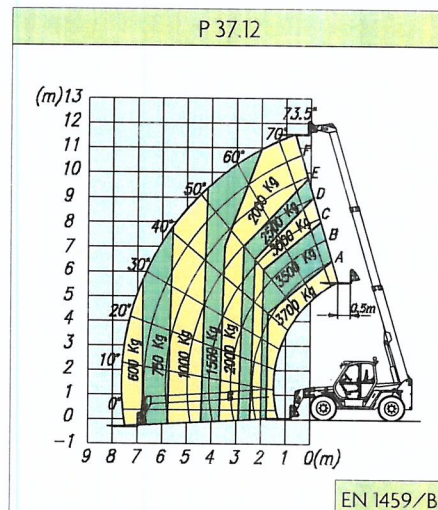 P 37.12
(m) 13
12
11
10
9
8
7
6
5
4
3
2
1
0
-1
9 8 7 6 5 4 3 2 1 0(m)
73.5°
70°
60°
50°
40°
30°
20°
10°
0°
F
E
D
C
B
A
2000 Kg
2500 Kg
3000 Kg
3500 Kg
3700 Kg
600 Kg
750 Kg
1000 Kg
1500 Kg
2000 Kg
0,5m
EN 1459/B